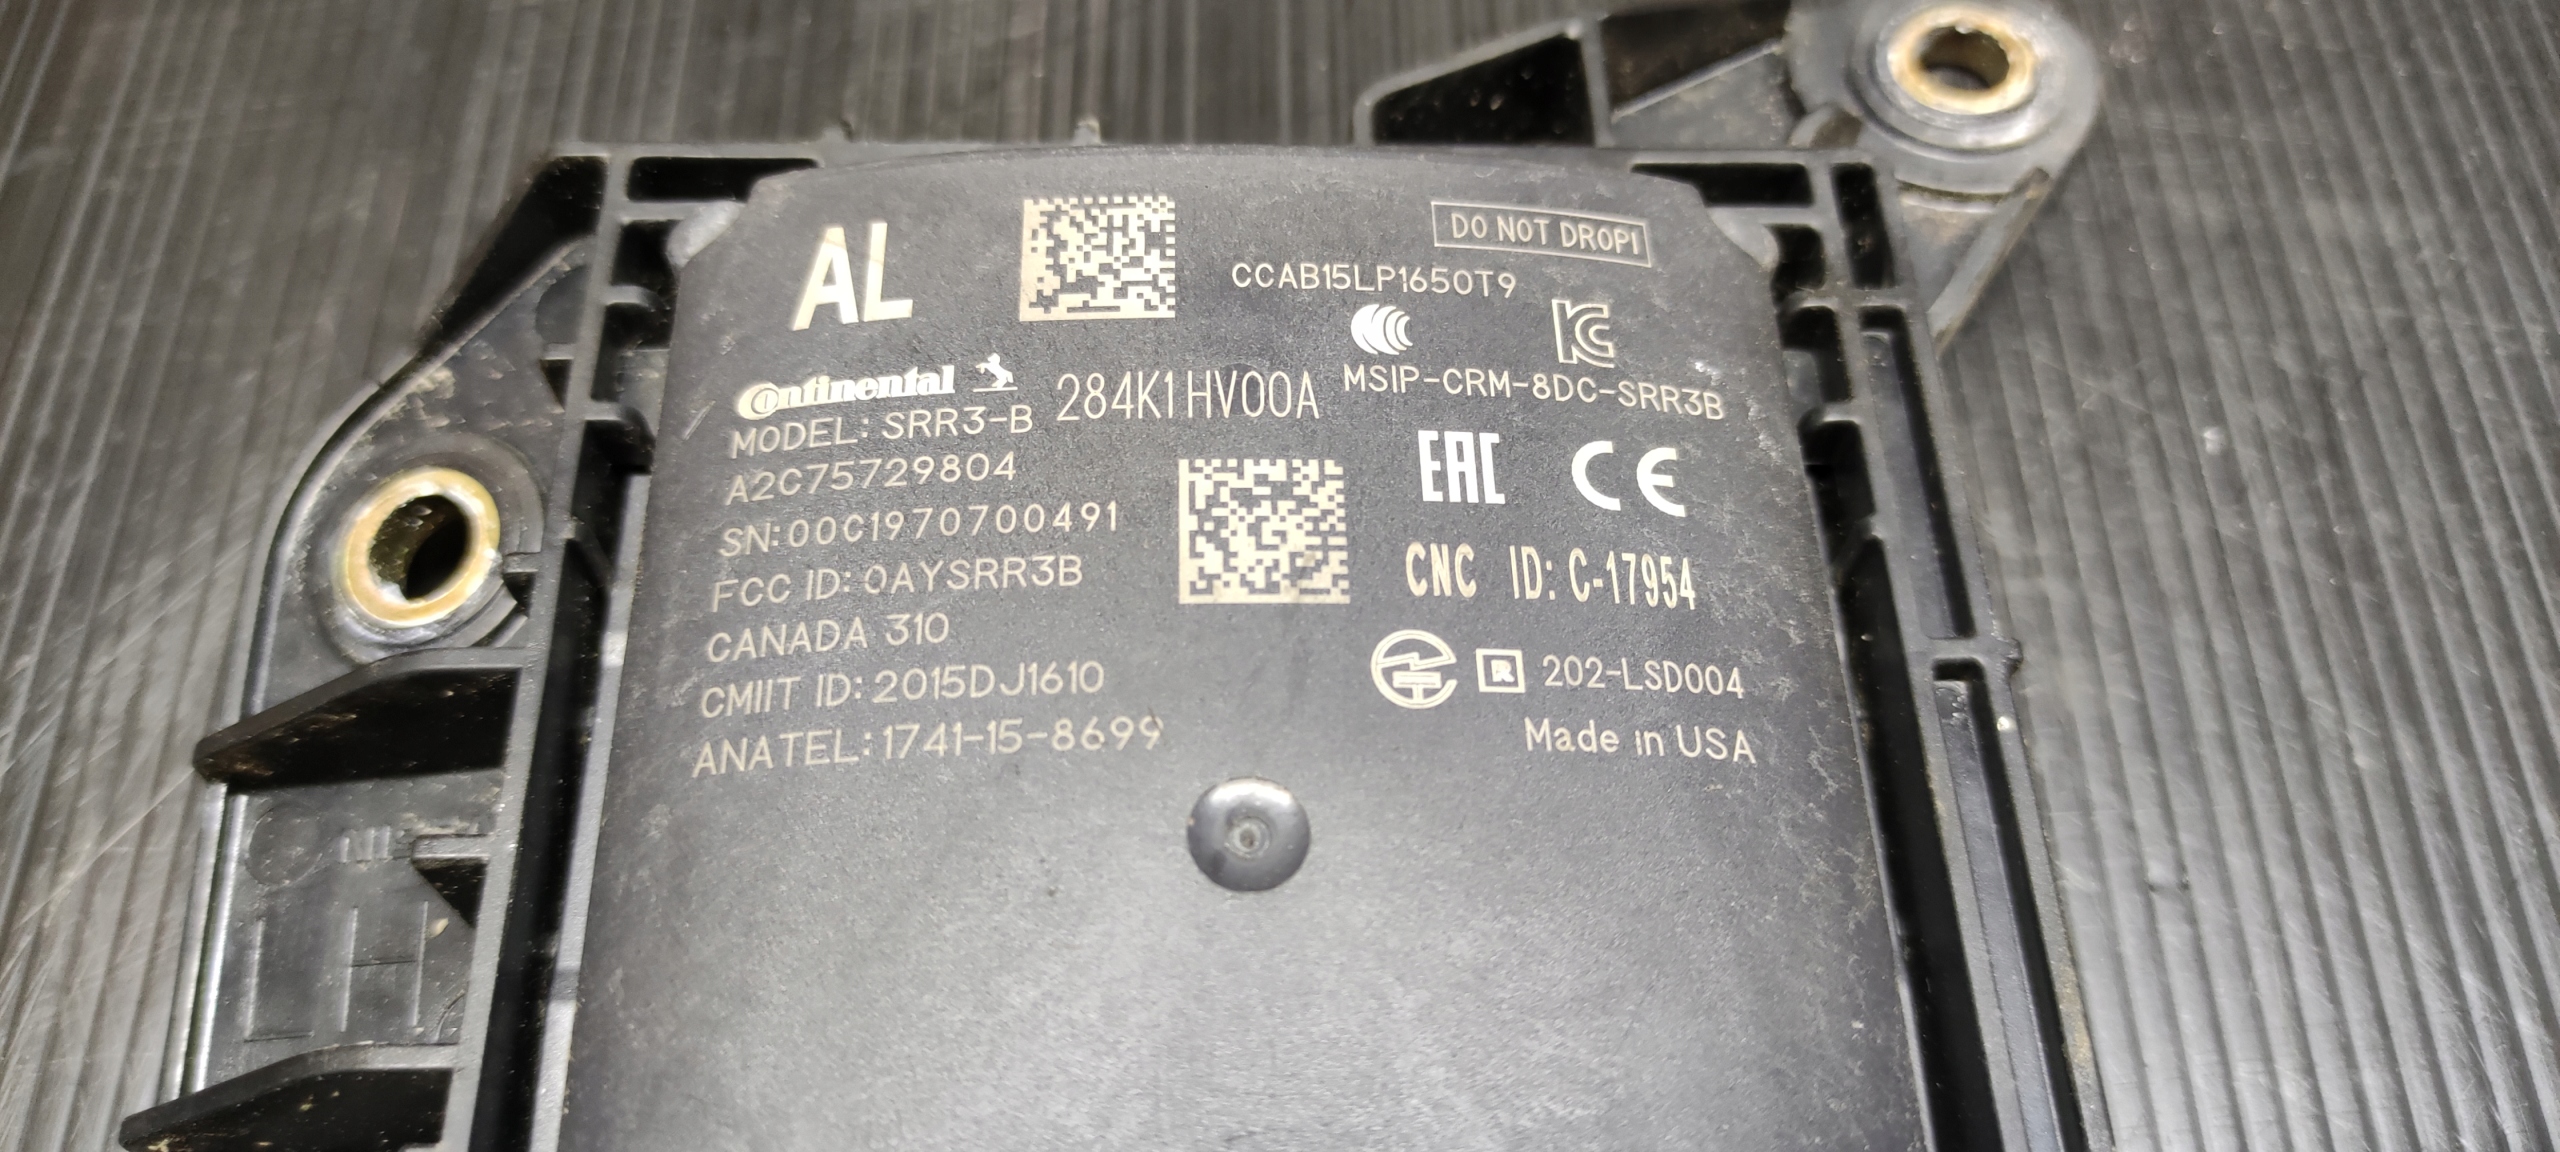 AL
DO NOT DROP!
CCAB15LP1650T9
Continental
284K1HV00A
MSIP-CRM-8DC-SRR3B
MODEL: SRR3-B
A2C75729804
EAC CE
SN:00C1970700491
FCC ID: OAYSRR3B
CNC ID: C-17954
CANADA 310
CMIIT ID: 2015DJ1610
R 202-LSD004
ANATEL: 1741-15-8699
Made in USA